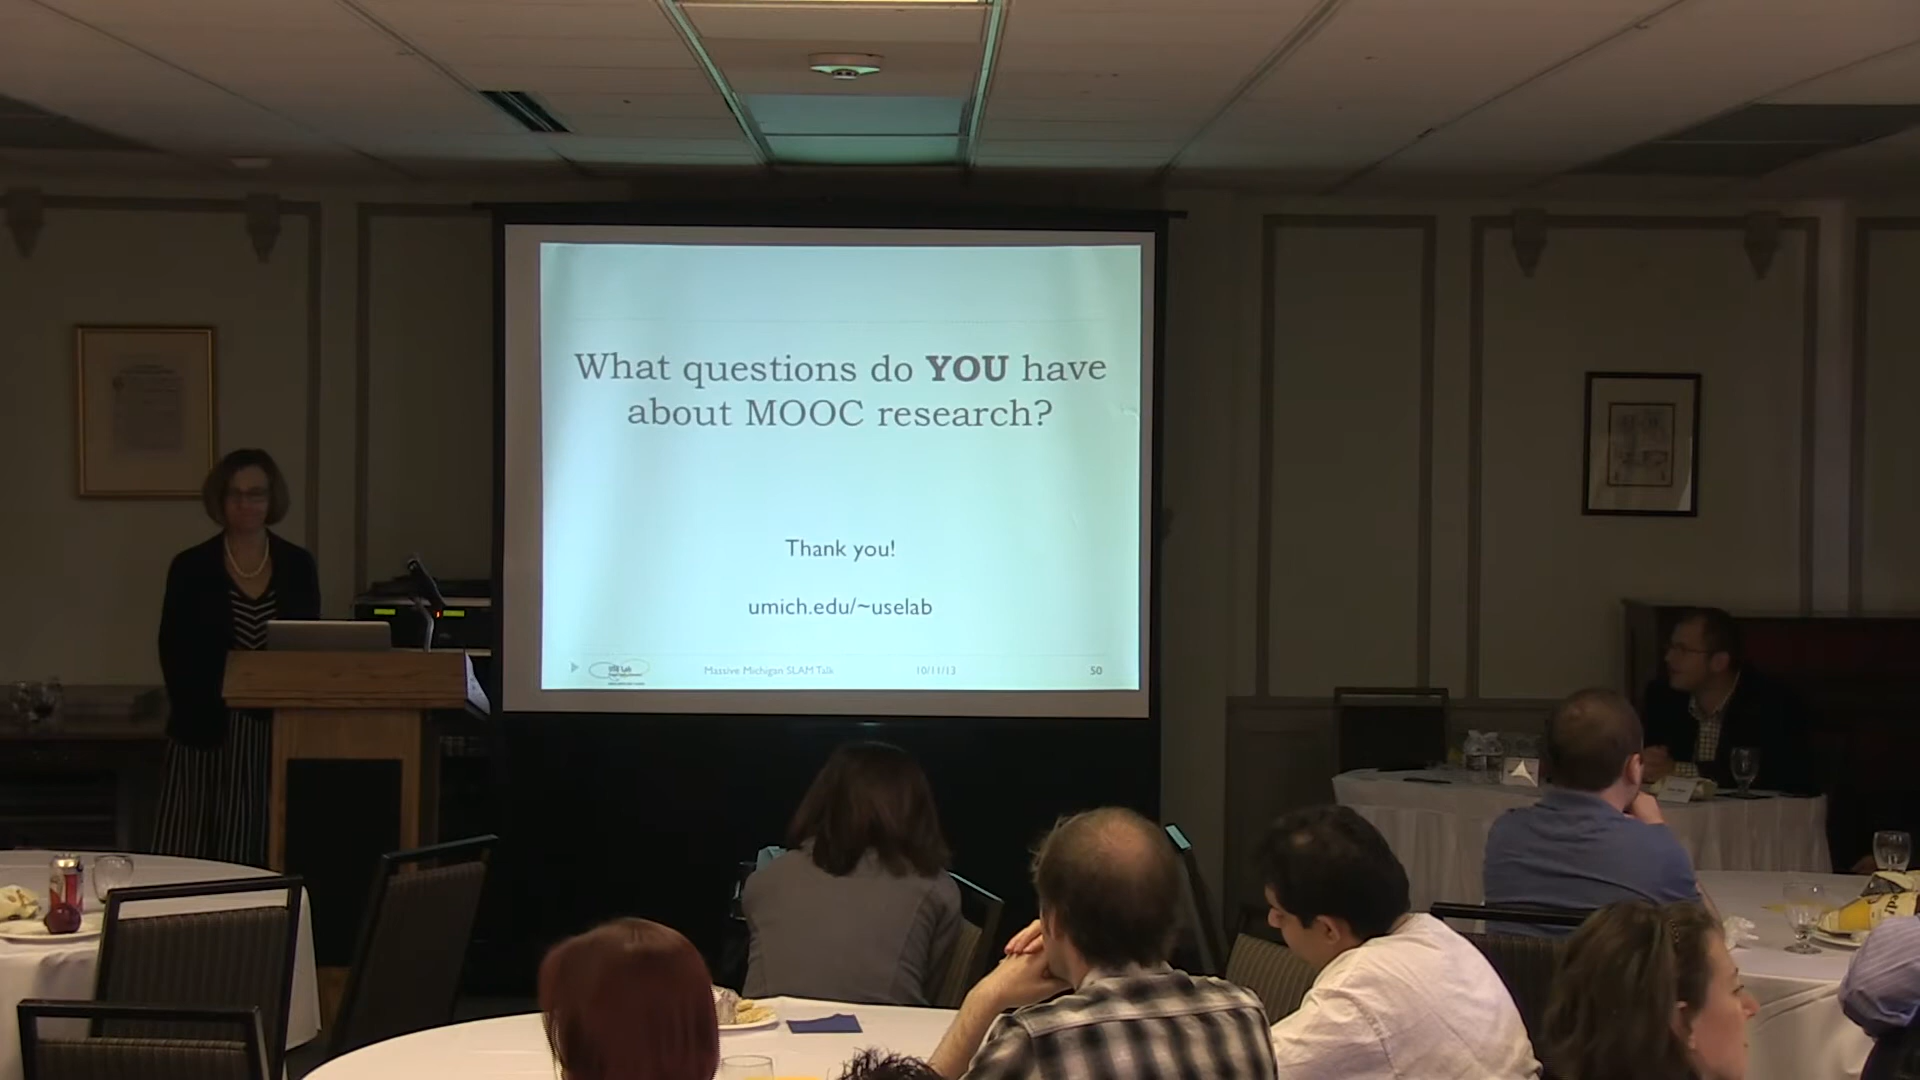 What questions do YOU have
about MOOC research?
Thank you!
umich.edu/~uselab
Massive Michigan SLAM Talk 10/11/13 50